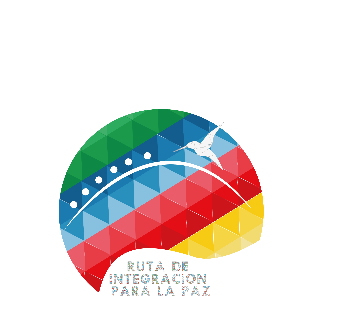 RUTA DE
INTEGRACION
PARA LA PAZ